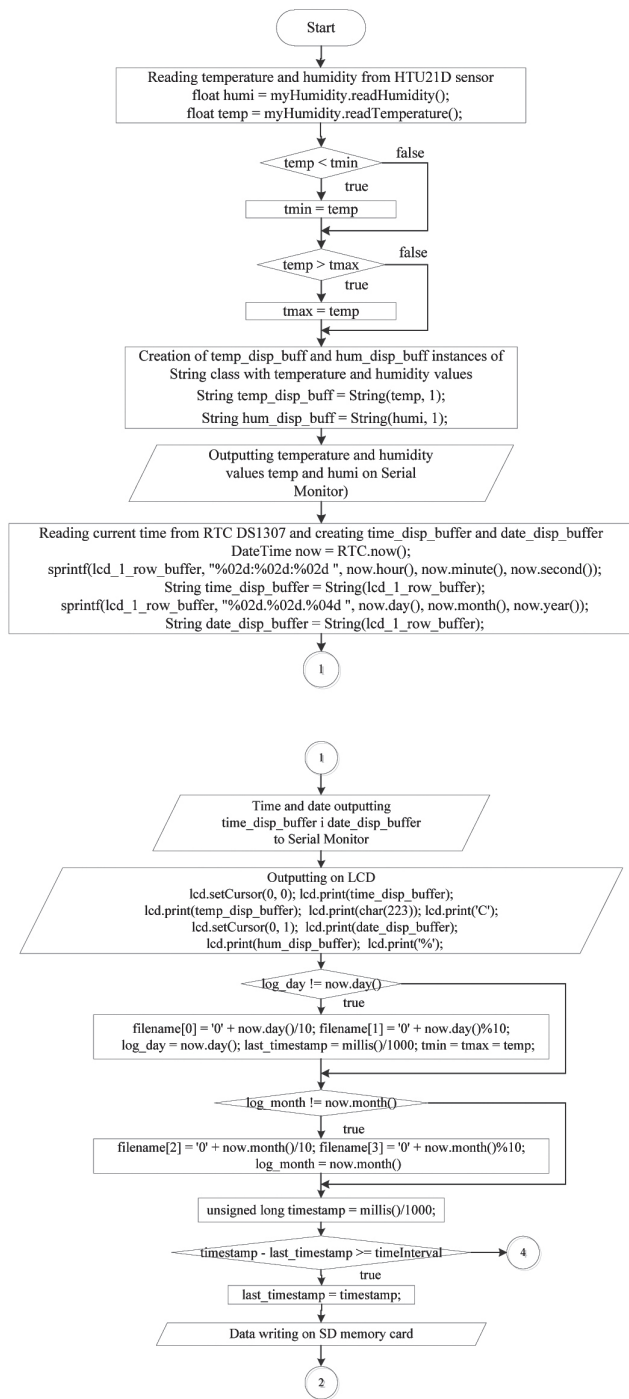 Start
Reading temperature and humidity from HTU21D sensor
float humi = myHumidity.readHumidity();
float temp = myHumidity.readTemperature();
temp < tmin
false
true
tmin = temp
temp > tmax
false
true
tmax = temp
Creation of temp_disp_buff and hum_disp_buff instances of
String class with temperature and humidity values
String temp_disp_buff = String(temp, 1);
String hum_disp_buff = String(humi, 1);
Outputting temperature and humidity
values temp and humi on Serial
Monitor)
Reading current time from RTC DS1307 and creating time_disp_buffer and date_disp_buffer
DateTime now = RTC.now();
sprintf(lcd_1_row_buffer, "%02d:%02d:%02d ", now.hour(), now.minute(), now.second());
String time_disp_buffer = String(lcd_1_row_buffer);
sprintf(lcd_1_row_buffer, "%02d.%02d.%04d ", now.day(), now.month(), now.year());
String date_disp_buffer = String(lcd_1_row_buffer);
1
1
Time and date outputting
time_disp_buffer i date_disp_buffer
to Serial Monitor
Outputting on LCD
lcd.setCursor(0, 0); lcd.print(time_disp_buffer);
lcd.print(temp_disp_buffer); lcd.print(char(223)); lcd.print('C');
lcd.setCursor(0, 1); lcd.print(date_disp_buffer);
lcd.print(hum_disp_buffer); lcd.print('%');
log_day != now.day()
true
filename[0] = '0' + now.day()/10; filename[1] = '0' + now.day()%10;
log_day = now.day(); last_timestamp = millis()/1000; tmin = tmax = temp;
log_month != now.month()
true
filename[2] = '0' + now.month()/10; filename[3] = '0' + now.month()%10;
log_month = now.month()
unsigned long timestamp = millis()/1000;
timestamp - last_timestamp >= timeInterval
4
true
last_timestamp = timestamp;
Data writing on SD memory card
2